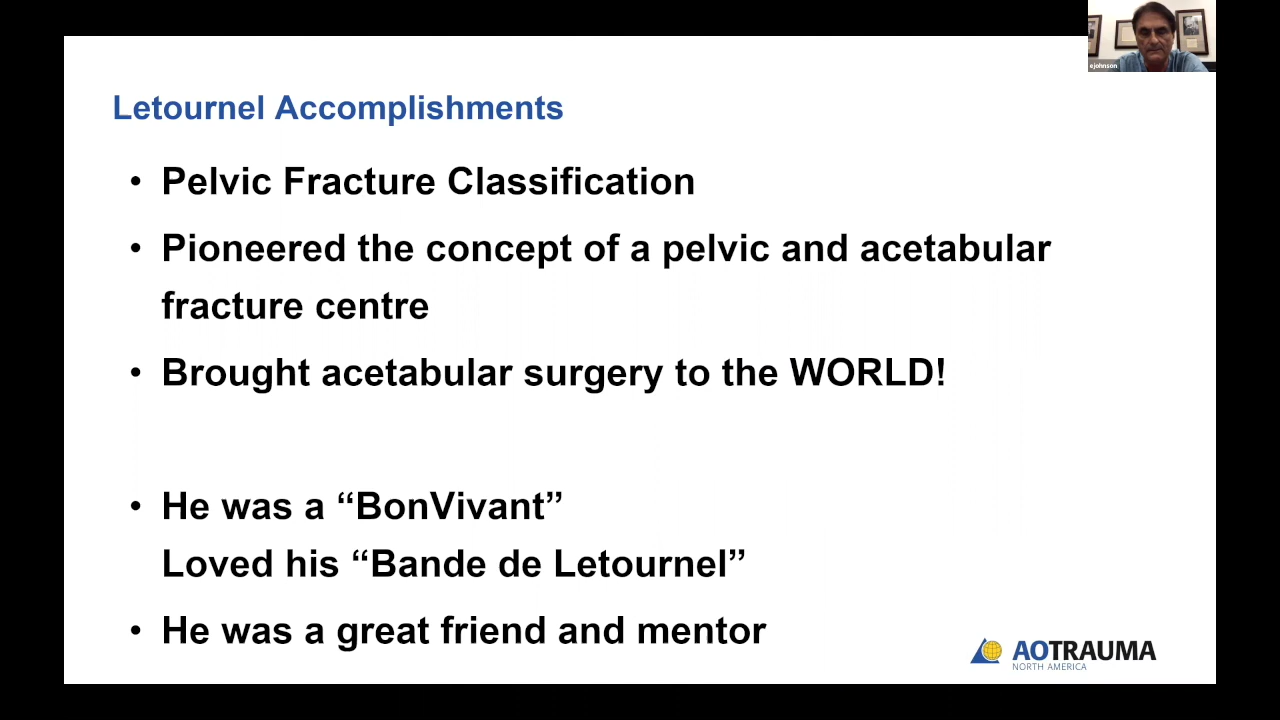 ejohnson
Letournel Accomplishments
• Pelvic Fracture Classification
• Pioneered the concept of a pelvic and acetabular
fracture centre
• Brought acetabular surgery to the WORLD!
• He was a “BonVivant”
Loved his “Bande de Letournel”
• He was a great friend and mentor
AOTRAUMA
NORTH AMERICA